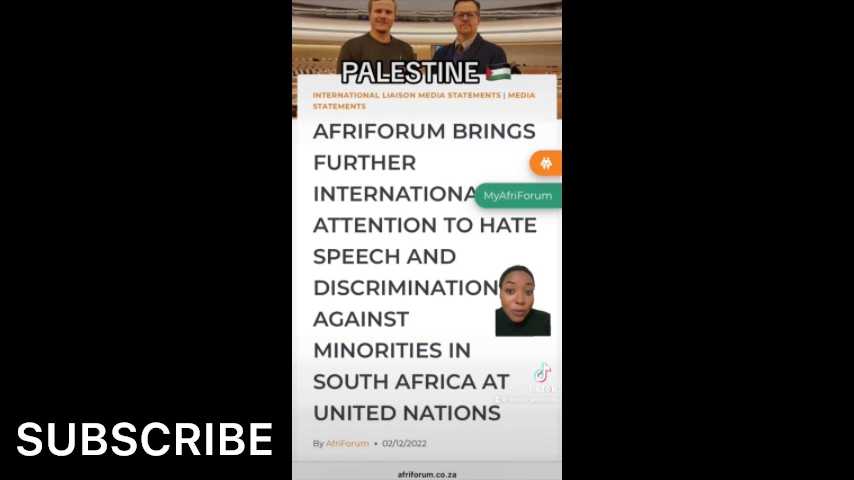 PALESTINE 🇵🇸
INTERNATIONAL LIAISON MEDIA STATEMENTS | MEDIA
STATEMENTS
AFRIFORUM BRINGS
FURTHER
INTERNATIONA
MyAfriForum
ATTENTION TO HATE
SPEECH AND
DISCRIMINATION
AGAINST
MINORITIES IN
SOUTH AFRICA AT
UNITED NATIONS
By AfriForum • 02/12/2022
afriforum.co.za
TikTok
SUBSCRIBE